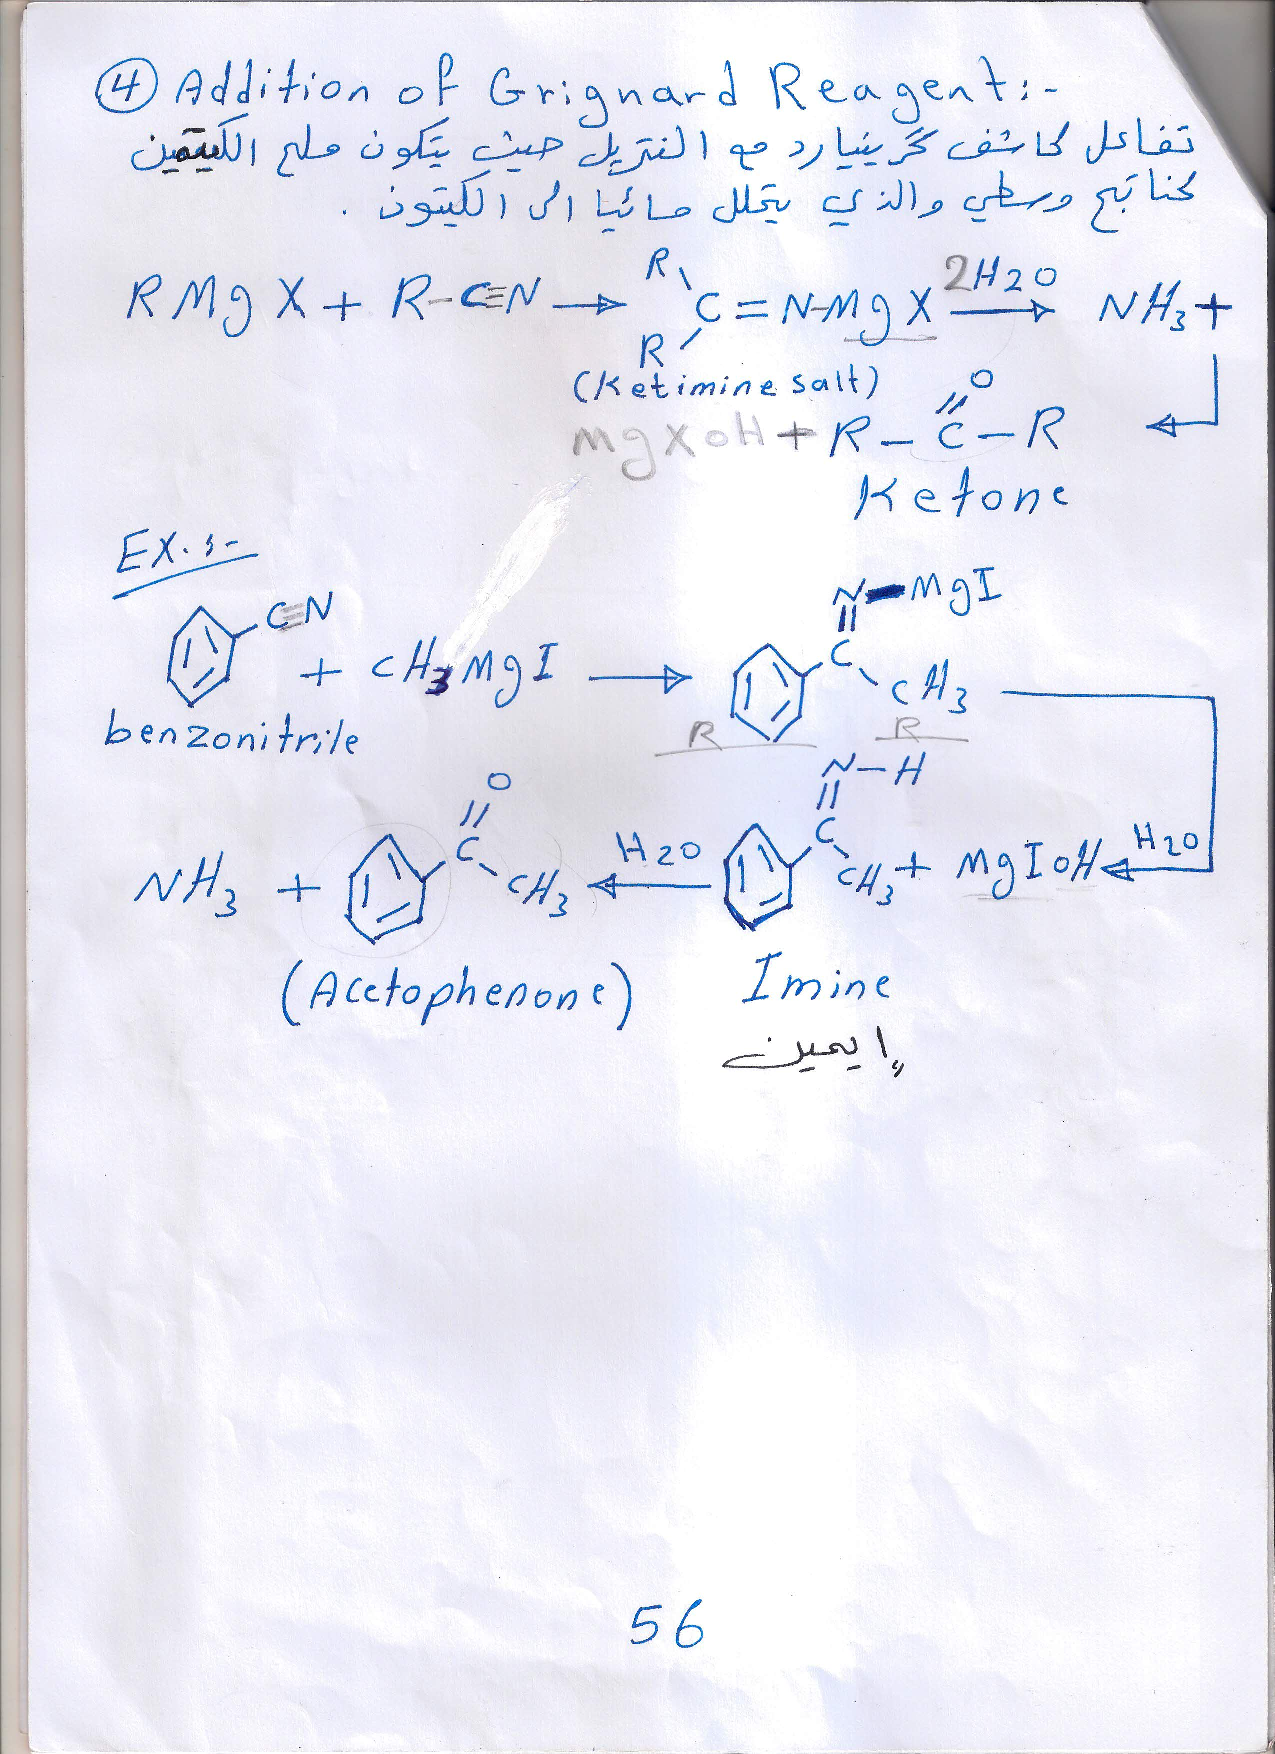 ④ Addition of Grignard Reagent:-
تفاعل كاشف گرينيارد مع النتريل حيث يتكون ملح الكيتيمين
كناتج وسطي والذي يتحلل مائيا الى الكيتون .
RMgX + R-C≡N → R R C=N-MgX 2H2O → NH3 +
(Ketimine salt)
MgXOH + R-C-R O
Ketone
EX.:-
C≡N + CH3MgI → N-MgI C CH3
benzonitrile
R R
NH3 + O C CH3 ← H2O N-H C CH3 + MgIOH ← H2O
(Acetophenone) Imine
إيمين
56